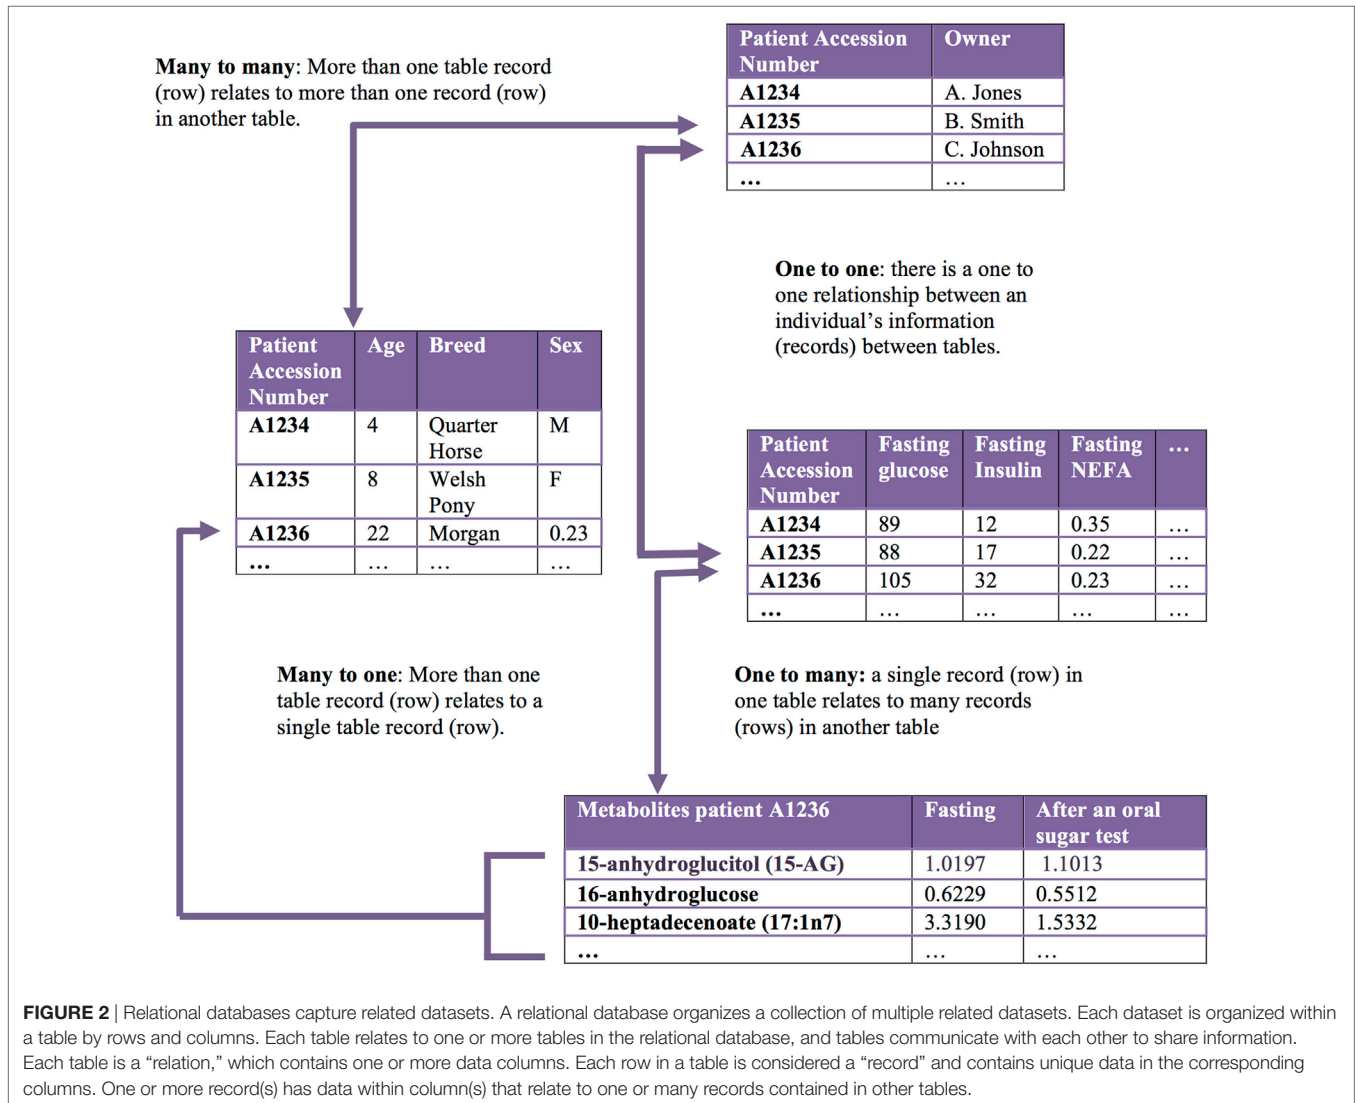 Many to many: More than one table record
(row) relates to more than one record (row)
in another table.
Patient Accession Number | Owner
A1234 | A. Jones
A1235 | B. Smith
A1236 | C. Johnson
... | ...
One to one: there is a one to
one relationship between an
individual's information
(records) between tables.
Patient Accession Number | Age | Breed | Sex
A1234 | 4 | Quarter Horse | M
A1235 | 8 | Welsh Pony | F
A1236 | 22 | Morgan | 0.23
... | ... | ... | ...
Patient Accession Number | Fasting glucose | Fasting Insulin | Fasting NEFA | ...
A1234 | 89 | 12 | 0.35 | ...
A1235 | 88 | 17 | 0.22 | ...
A1236 | 105 | 32 | 0.23 | ...
... | ... | ... | ... | ...
Many to one: More than one
table record (row) relates to a
single table record (row).
One to many: a single record (row) in
one table relates to many records
(rows) in another table
Metabolites patient A1236 | Fasting | After an oral sugar test
15-anhydroglucitol (15-AG) | 1.0197 | 1.1013
16-anhydroglucose | 0.6229 | 0.5512
10-heptadecenoate (17:1n7) | 3.3190 | 1.5332
... | ... | ...
FIGURE 2 | Relational databases capture related datasets. A relational database organizes a collection of multiple related datasets. Each dataset is organized within
a table by rows and columns. Each table relates to one or more tables in the relational database, and tables communicate with each other to share information.
Each table is a “relation,” which contains one or more data columns. Each row in a table is considered a “record” and contains unique data in the corresponding
columns. One or more record(s) has data within column(s) that relate to one or many records contained in other tables.